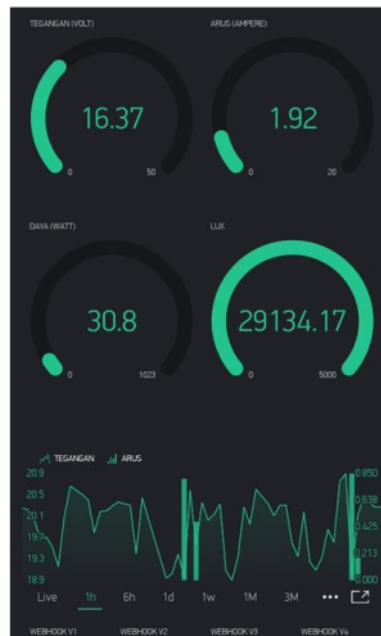 TEGANGAN (VOLT)
ARUS (AMPERE)
16.37
1.92
0
50
0
20
DAYA (WATT)
LUX
30.8
29134.17
0
1023
0
5000
TEGANGAN
ARUS
20.9
0.850
20.5
0.638
20.1
0.425
19.7
19.3
0.213
18.9
0.000
Live 1h 6h 1d 1w 1M 3M
WEBHOOK V1 WEBHOOK V2 WEBHOOK V3 WEBHOOK V4